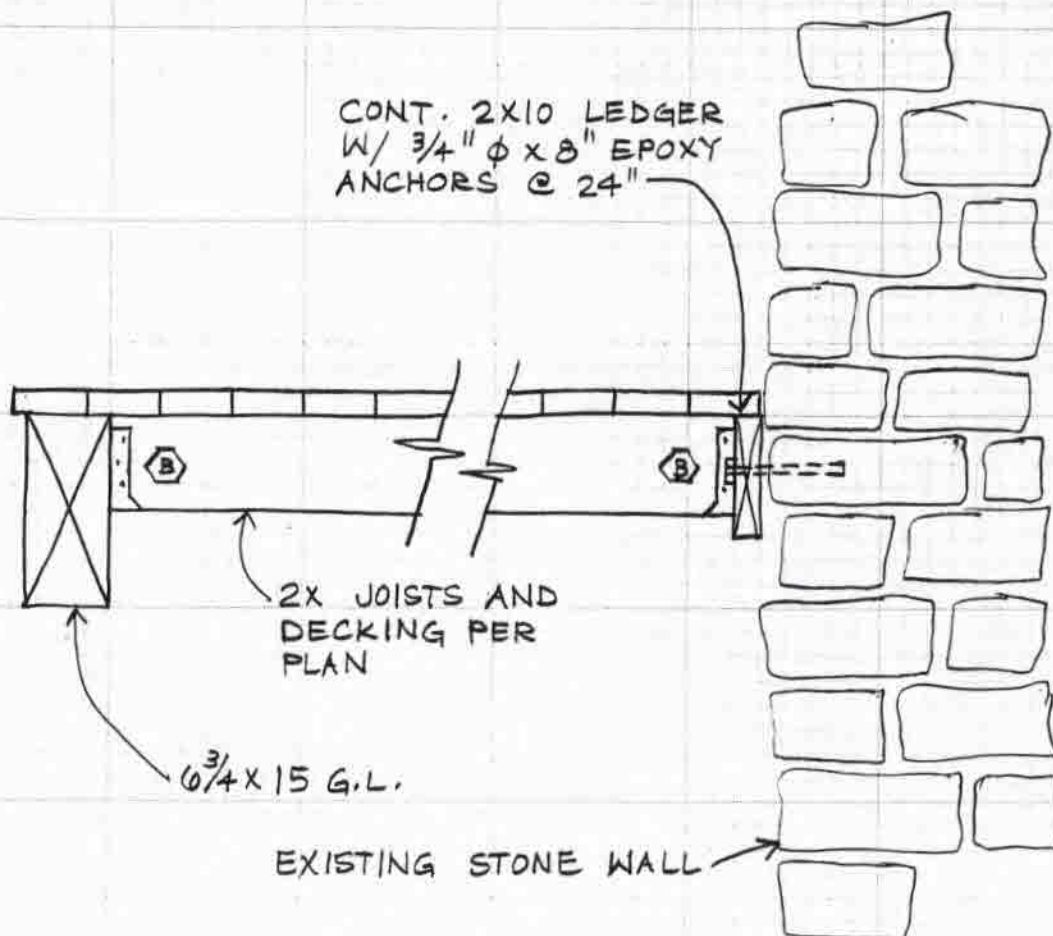 CONT. 2X10 LEDGER
W/ 3/4" ϕ X 8" EPOXY
ANCHORS @ 24"
B
B
2X JOISTS AND
DECKING PER
PLAN
6 3/4 X 15 G.L.
EXISTING STONE WALL